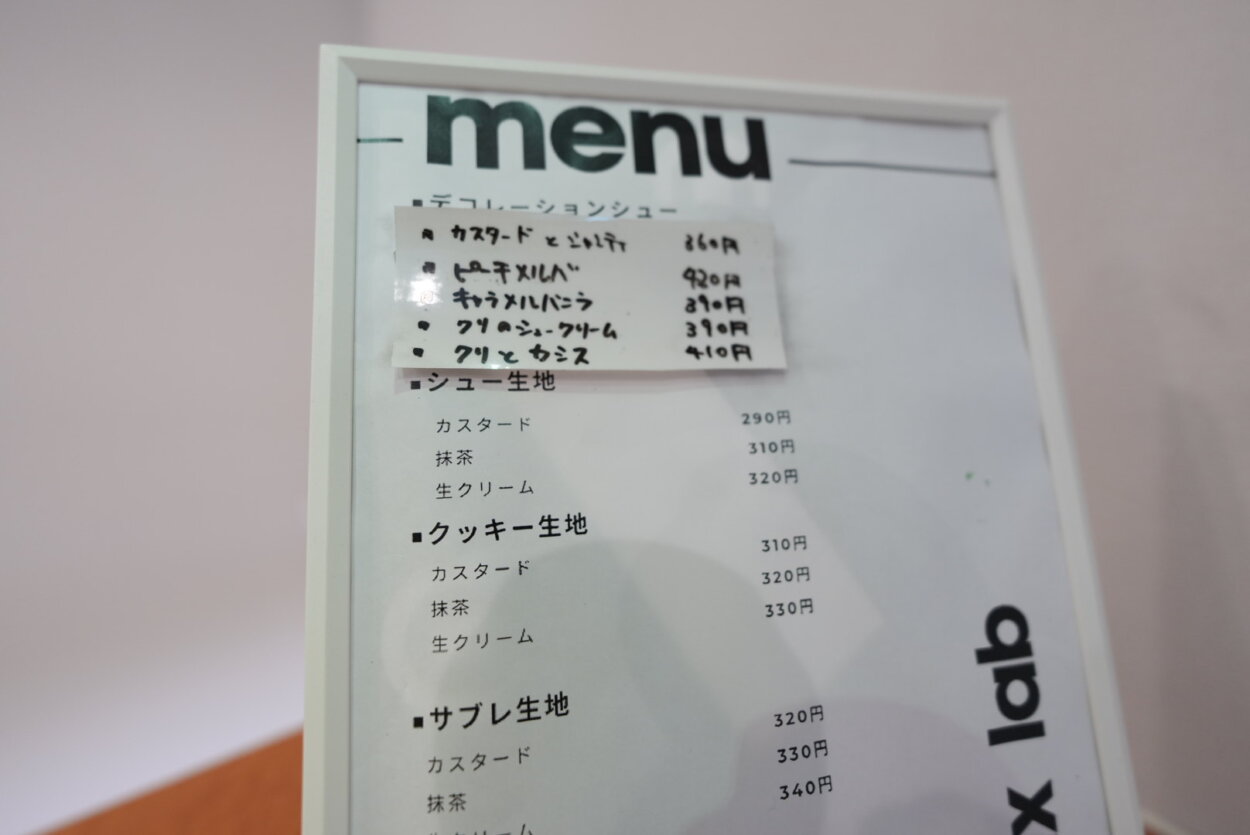 menu
■デコレーションシュー
▪ カスタードとジャンティ 360円
▪ ピーチメルバ 420円
▪ キャラメルバニラ 390円
▪ クリのシュークリーム 390円
▪ クリとカシス 410円
■シュー生地
カスタード 290円
抹茶 310円
生クリーム 320円
■クッキー生地
カスタード 310円
抹茶 320円
生クリーム 330円
■サブレ生地
カスタード 320円
抹茶 330円
生クリーム 340円
x lab